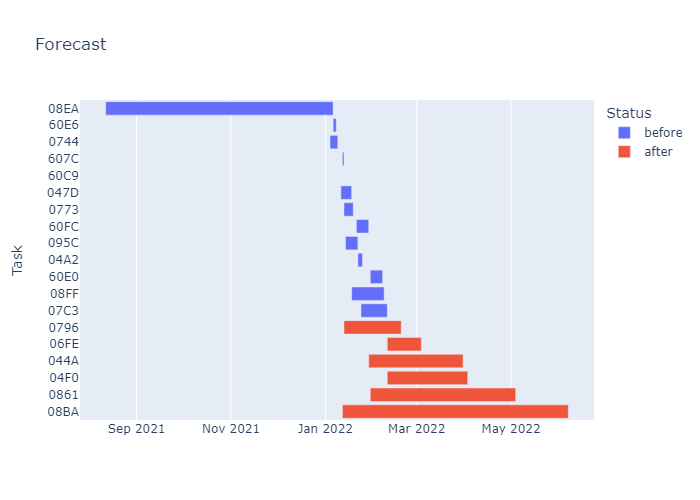 Forecast
Status
before
after
Task
08EA
60E6
0744
607C
60C9
047D
0773
60FC
095C
04A2
60E0
08FF
07C3
0796
06FE
044A
04F0
0861
08BA
Sep 2021 Nov 2021 Jan 2022 Mar 2022 May 2022